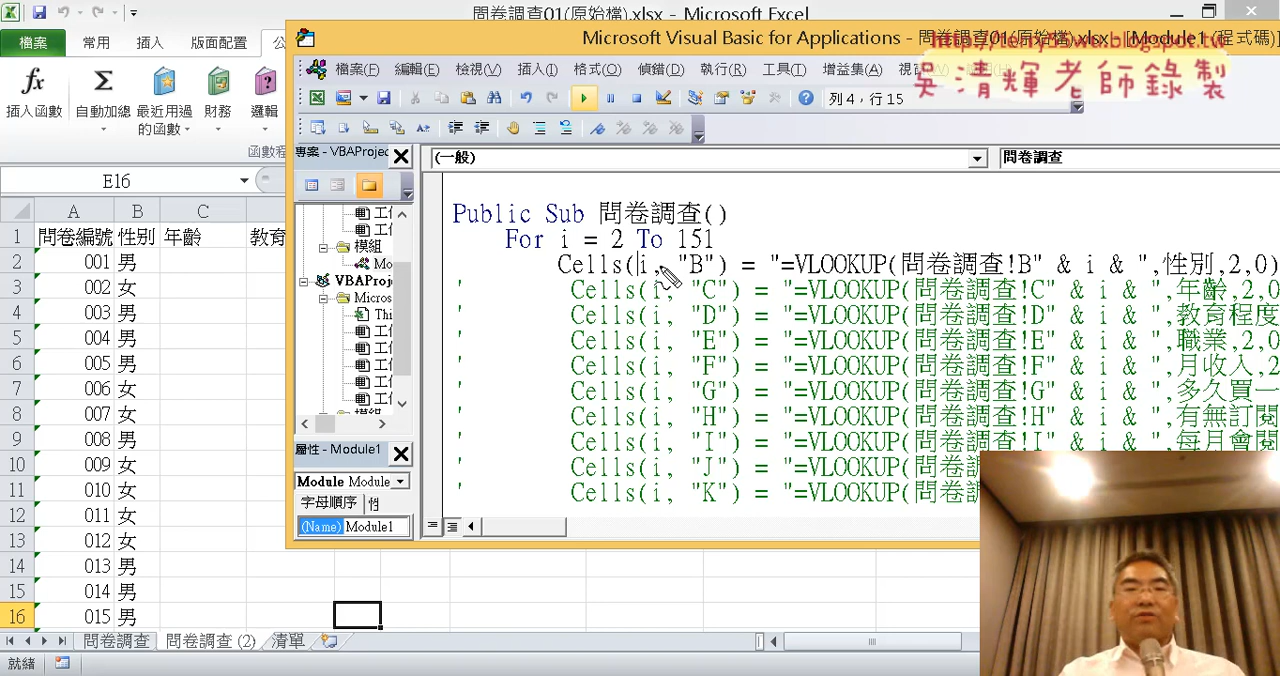 問卷調查01(原始檔).xlsx - Microsoft Excel
檔案 常用 插入 版面配置
插入函數 自動加總 最近用過的函數 財務 邏輯
E16
A B C
1 問卷編號 性別 年齡 教育
2 001 男
3 002 女
4 003 男
5 004 男
6 005 男
7 006 女
8 007 女
9 008 男
10 009 女
11 010 女
12 011 女
13 012 女
14 013 男
15 014 男
16 015 男
問卷調查 問卷調查 (2) 清單
就緒
Microsoft Visual Basic for Applications - 問卷調查01(原始檔).xlsx - [Module1 (程式碼)]
吳清輝老師錄製
檔案(F) 編輯(E) 檢視(V) 插入(I) 格式(O) 偵錯(D) 執行(R) 工具(T) 增益集(A)
列 4，行 15
專案 - VBAProjec
模組
Mo
VBAProj
Micros
Thi
屬性 - Module1
Module1 Module
字母順序
(Name) Module1
(一般) 問卷調查
Public Sub 問卷調查()
For i = 2 To 151
Cells(i, "B") = "=VLOOKUP(問卷調查!B" & i & ",性別,2,0)
' Cells(i, "C") = "=VLOOKUP(問卷調查!C" & i & ",年齡,2,0
' Cells(i, "D") = "=VLOOKUP(問卷調查!D" & i & ",教育程度
' Cells(i, "E") = "=VLOOKUP(問卷調查!E" & i & ",職業,2,0
' Cells(i, "F") = "=VLOOKUP(問卷調查!F" & i & ",月收入,2
' Cells(i, "G") = "=VLOOKUP(問卷調查!G" & i & ",多久買一
' Cells(i, "H") = "=VLOOKUP(問卷調查!H" & i & ",有無訂閱
' Cells(i, "I") = "=VLOOKUP(問卷調查!I" & i & ",每月會閱
' Cells(i, "J") = "=VLOOKUP(問卷調查!J
' Cells(i, "K") = "=VLOOKUP(問卷調查!K